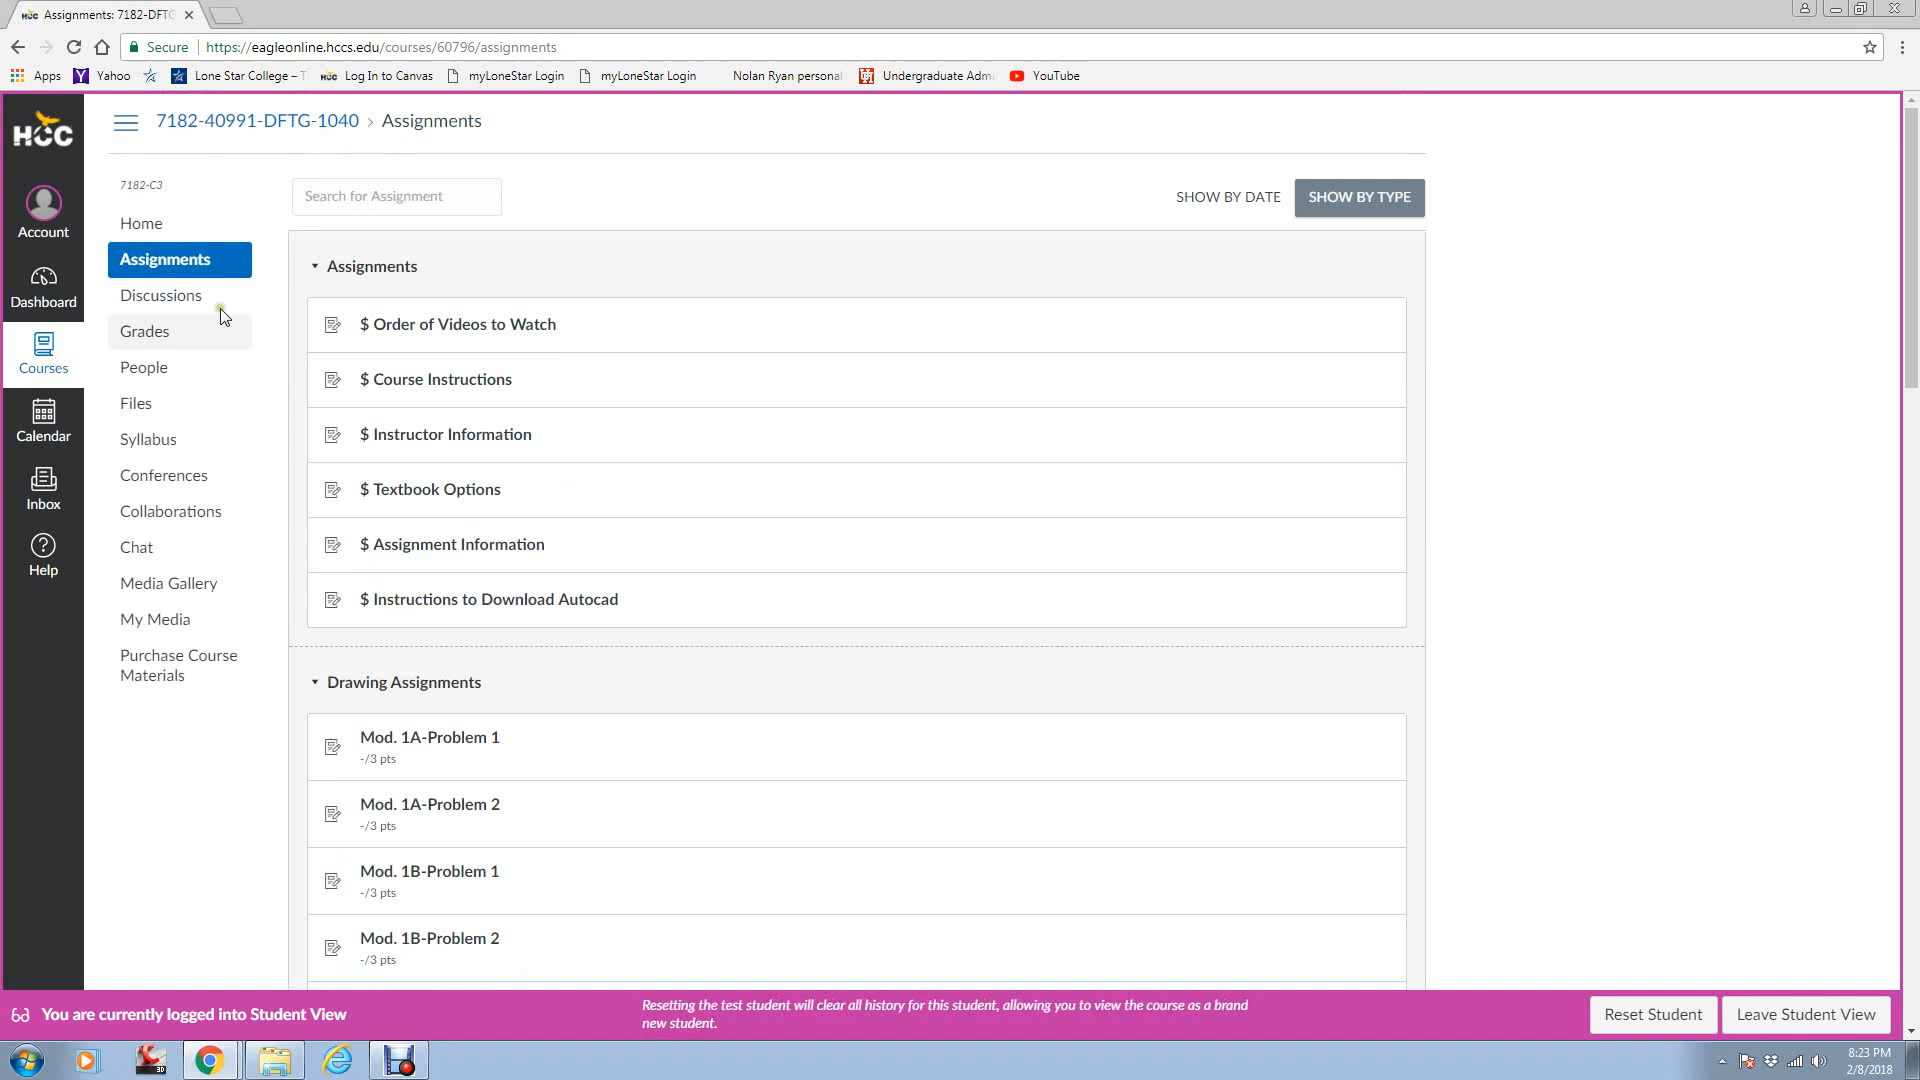 Assignments: 7182-DFTG
Secure
https://eagleonline.hccs.edu/courses/60796/assignments
Apps
Yahoo
Lone Star College –
Log In to Canvas
myLoneStar Login
myLoneStar Login
Nolan Ryan personal
Undergraduate Adm
YouTube
HCC
7182-40991-DFTG-1040 › Assignments
Account
Dashboard
Courses
Calendar
Inbox
Help
7182-C3
Home
Assignments
Discussions
Grades
People
Files
Syllabus
Conferences
Collaborations
Chat
Media Gallery
My Media
Purchase Course
Materials
Search for Assignment
SHOW BY DATE
SHOW BY TYPE
Assignments
$ Order of Videos to Watch
$ Course Instructions
$ Instructor Information
$ Textbook Options
$ Assignment Information
$ Instructions to Download Autocad
Drawing Assignments
Mod. 1A-Problem 1
-/3 pts
Mod. 1A-Problem 2
-/3 pts
Mod. 1B-Problem 1
-/3 pts
Mod. 1B-Problem 2
-/3 pts
You are currently logged into Student View
Resetting the test student will clear all history for this student, allowing you to view the course as a brand
new student.
Reset Student
Leave Student View
8:23 PM
2/8/2018